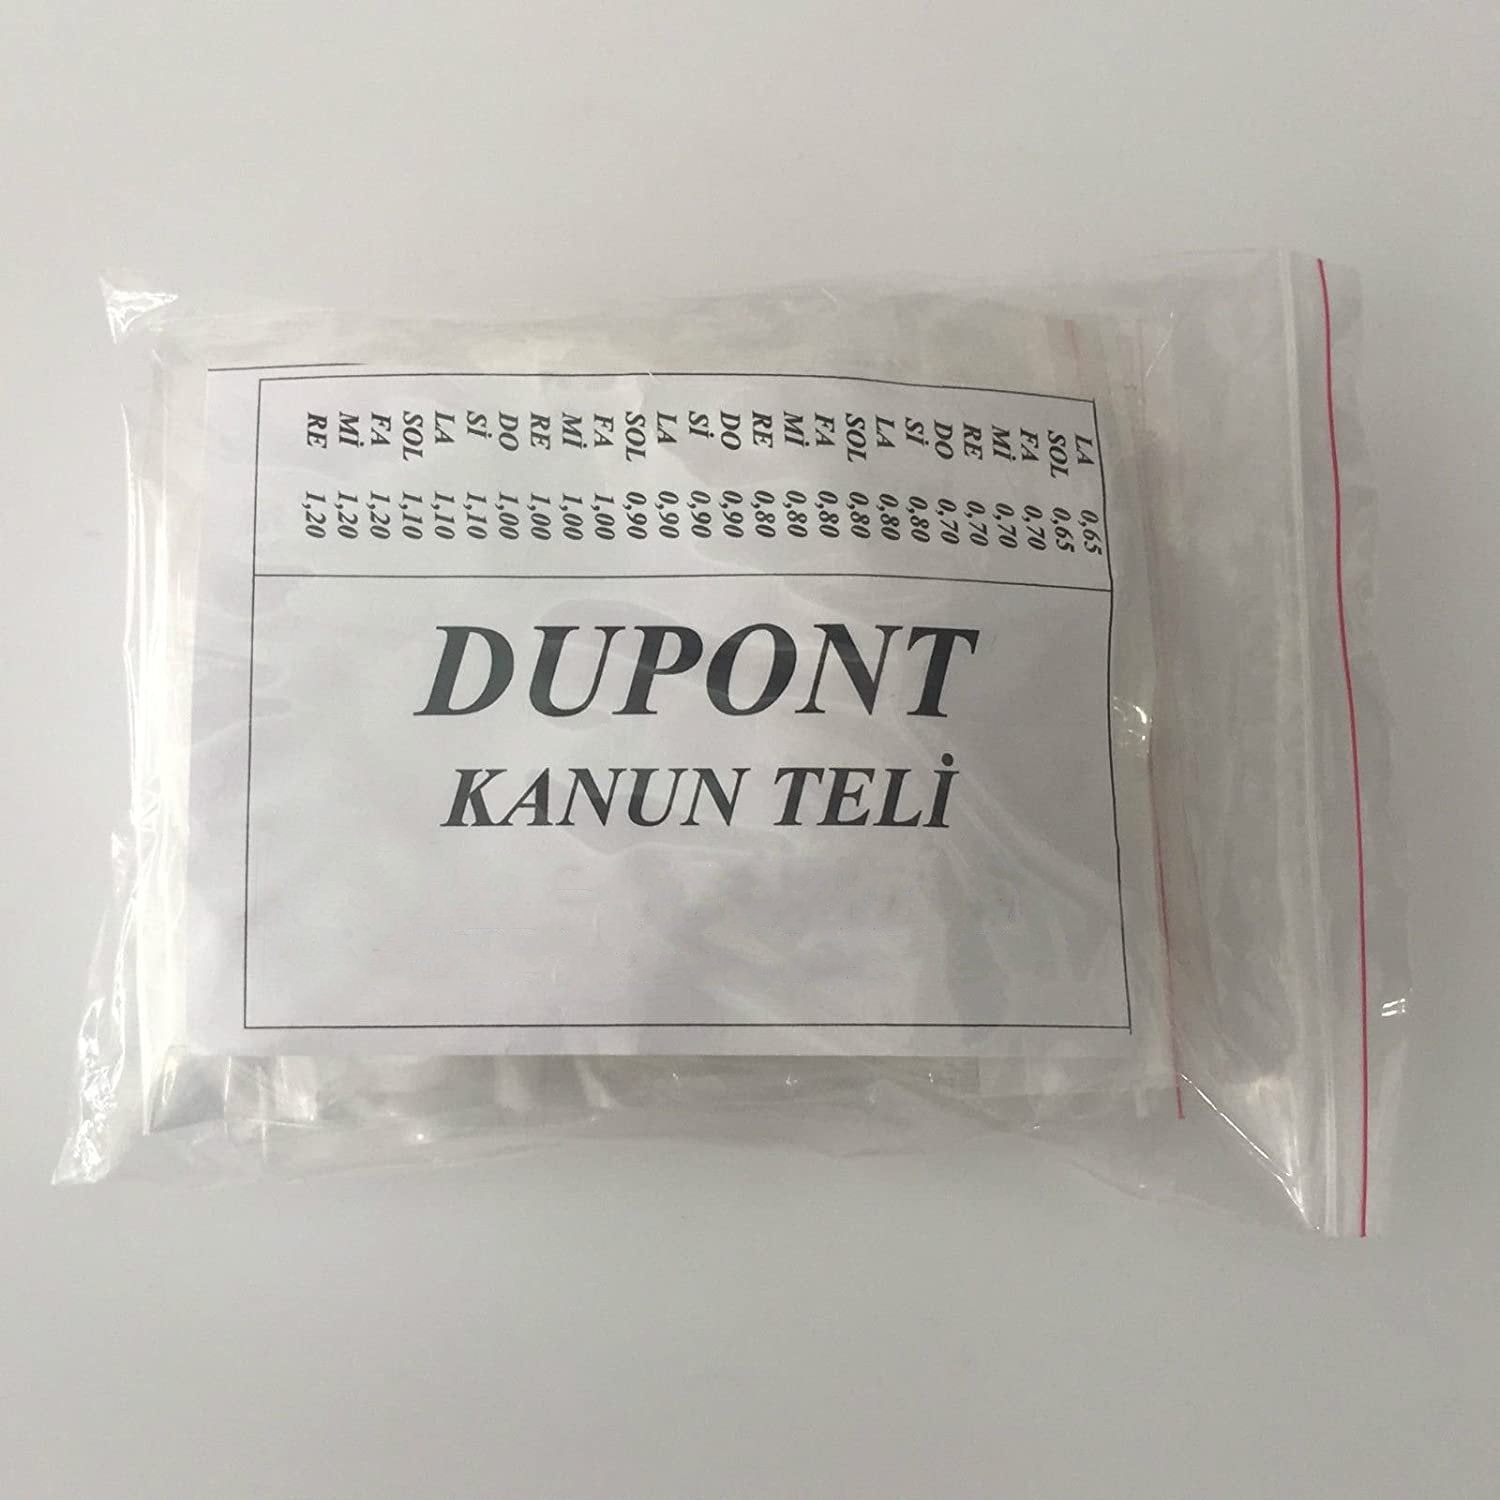 LA 0,65
SOL 0,65
FA 0,70
Mİ 0,70
RE 0,70
DO 0,70
Sİ 0,80
LA 0,80
SOL 0,80
FA 0,80
Mİ 0,80
RE 0,80
DO 0,90
Sİ 0,90
LA 0,90
SOL 0,90
FA 1,00
Mİ 1,00
RE 1,00
DO 1,00
Sİ 1,10
LA 1,10
SOL 1,10
FA 1,20
Mİ 1,20
RE 1,20
DUPONT
KANUN TELİ